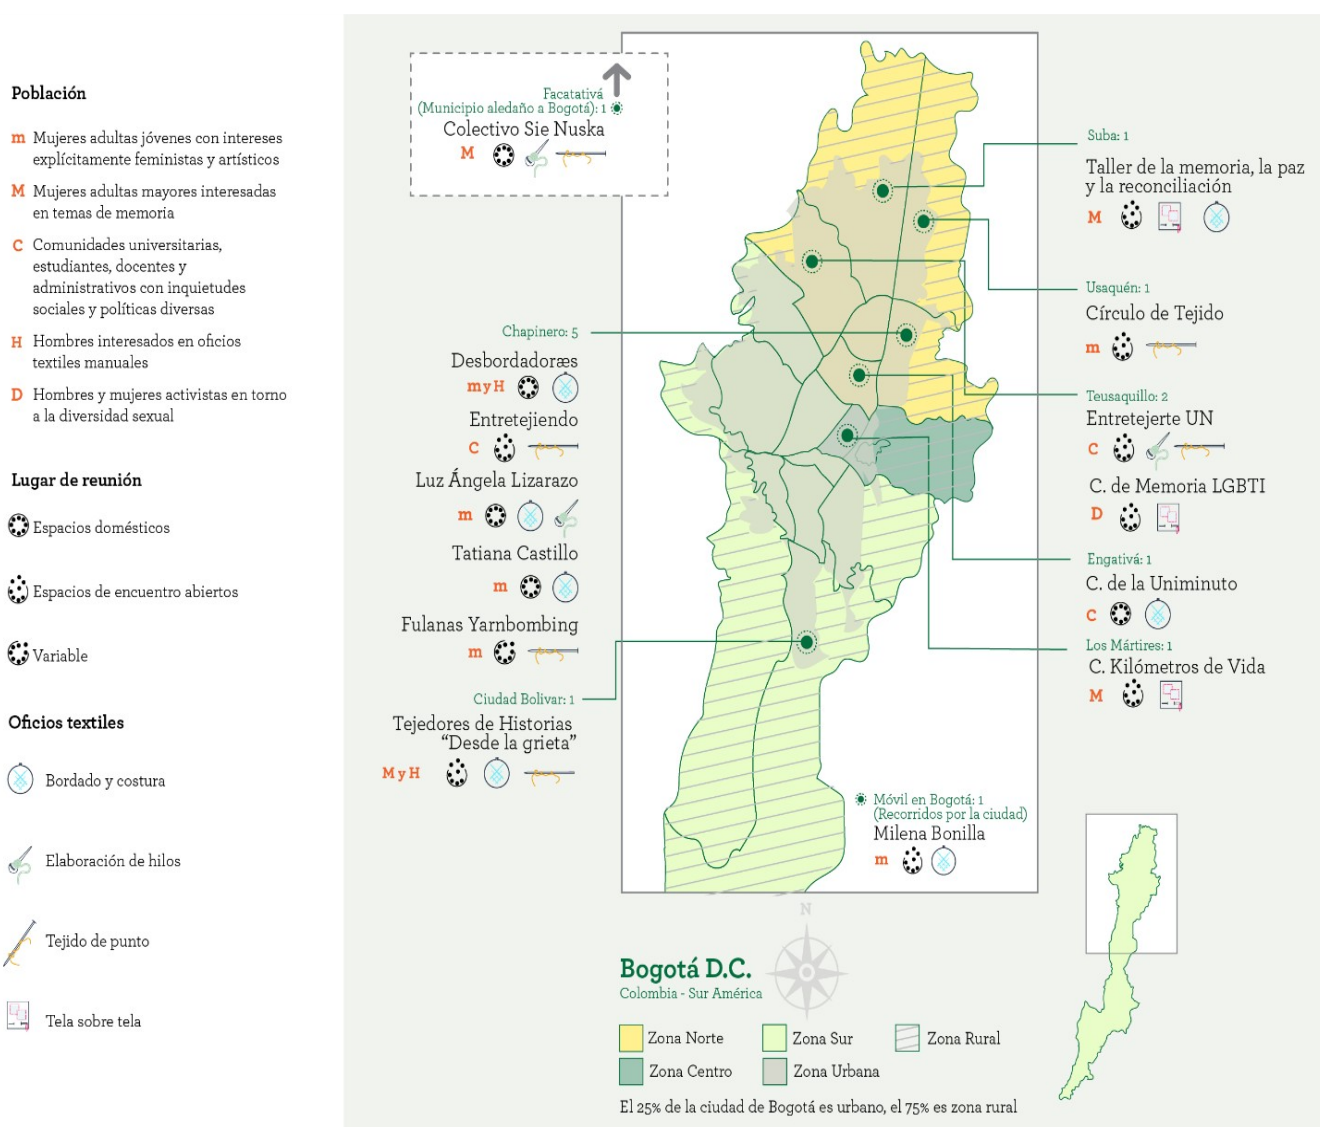 Población
m Mujeres adultas jóvenes con intereses
explícitamente feministas y artísticos
M Mujeres adultas mayores interesadas
en temas de memoria
C Comunidades universitarias,
estudiantes, docentes y
administrativos con inquietudes
sociales y políticas diversas
H Hombres interesados en oficios
textiles manuales
D Hombres y mujeres activistas en torno
a la diversidad sexual
Lugar de reunión
Espacios domésticos
Espacios de encuentro abiertos
Variable
Oficios textiles
Bordado y costura
Elaboración de hilos
Tejido de punto
Tela sobre tela
Facatativá
(Municipio aledaño a Bogotá): 1
Colectivo Sie Nuska
M
Chapinero: 5
Desbordadoræs
m y H
Entretejiendo
C
Luz Ángela Lizarazo
m
Tatiana Castillo
m
Fulanas Yarnbombing
m
Ciudad Bolivar: 1
Tejedores de Historias
“Desde la grieta”
M y H
Suba: 1
Taller de la memoria, la paz
y la reconciliación
M
Usaquén: 1
Círculo de Tejido
m
Teusaquillo: 2
Entretejerte UN
C
C. de Memoria LGBTI
D
Engativá: 1
C. de la Uniminuto
C
Los Mártires: 1
C. Kilómetros de Vida
M
Móvil en Bogotá: 1
(Recorridos por la ciudad)
Milena Bonilla
m
N
Bogotá D.C.
Colombia - Sur América
Zona Norte
Zona Sur
Zona Rural
Zona Centro
Zona Urbana
El 25% de la ciudad de Bogotá es urbano, el 75% es zona rural